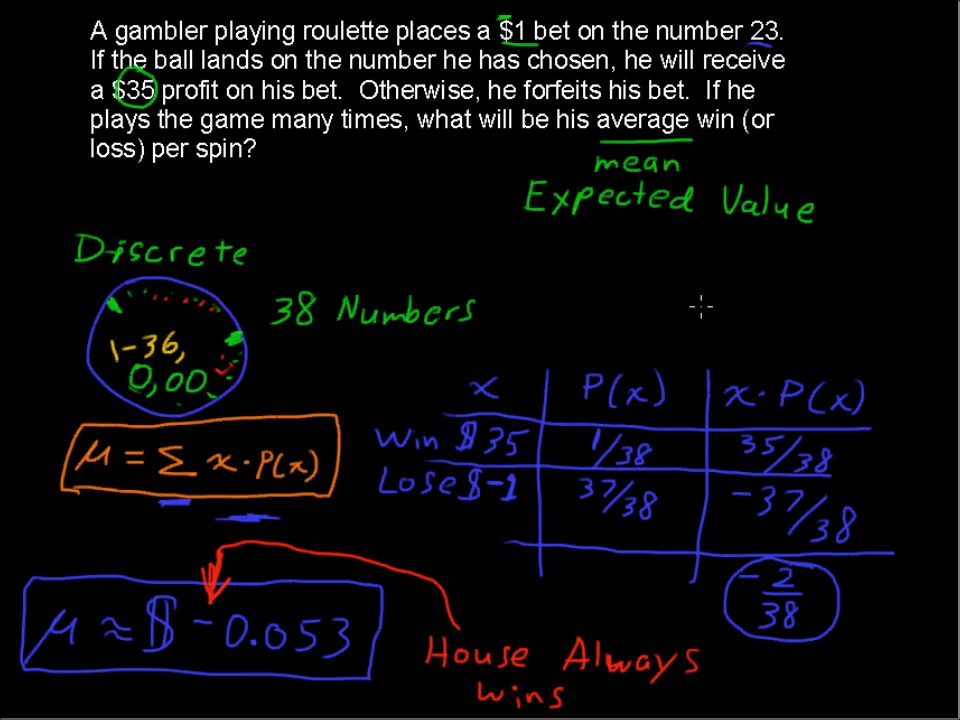 A gambler playing roulette places a $1 bet on the number 23.
If the ball lands on the number he has chosen, he will receive
a $35 profit on his bet.  Otherwise, he forfeits his bet.  If he
plays the game many times, what will be his average win (or
loss) per spin?
mean
Expected Value
Discrete
38 Numbers
1-36,
0,00
μ = Σ x · P(x)
x P(x) x · P(x)
Win $35 1/38 35/38
Lose $-1 37/38 -37/38
-2/38
μ ≈ $ -0.053
House Always
Wins